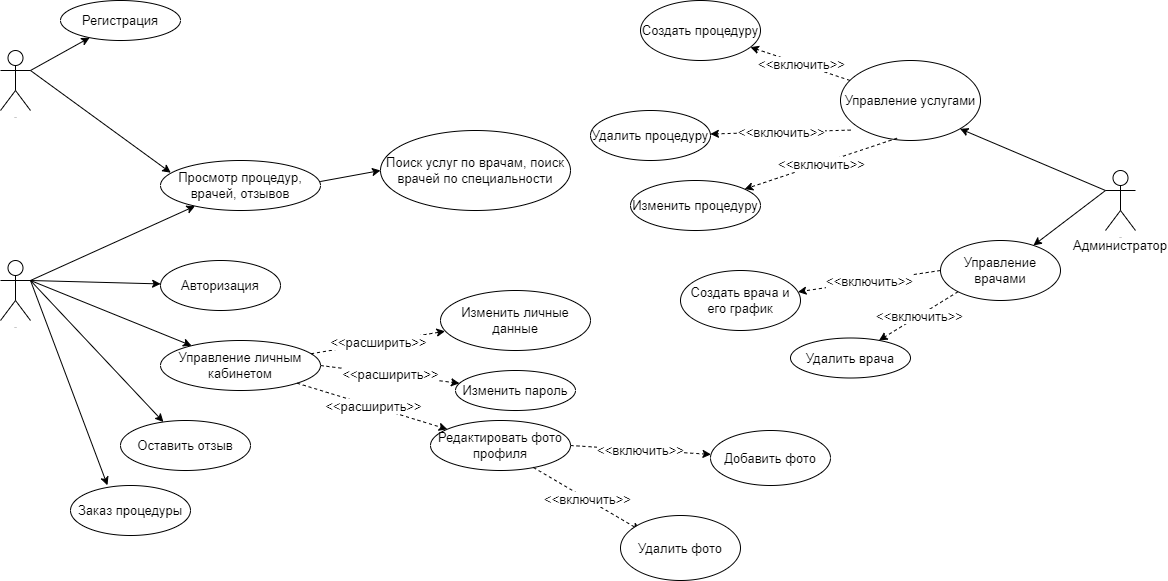 Регистрация
Просмотр процедур,
врачей, отзывов
Поиск услуг по врачам, поиск
врачей по специальности
Авторизация
Управление личным
кабинетом
<<расширить>>
Изменить личные
данные
<<расширить>>
Изменить пароль
<<расширить>>
Редактировать фото
профиля
<<включить>>
Добавить фото
<<включить>>
Удалить фото
Оставить отзыв
Заказ процедуры
Создать процедуру
<<включить>>
Управление услугами
Удалить процедуру
<<включить>>
<<включить>>
Изменить процедуру
Администратор
Управление
врачами
<<включить>>
Создать врача и
его график
<<включить>>
Удалить врача